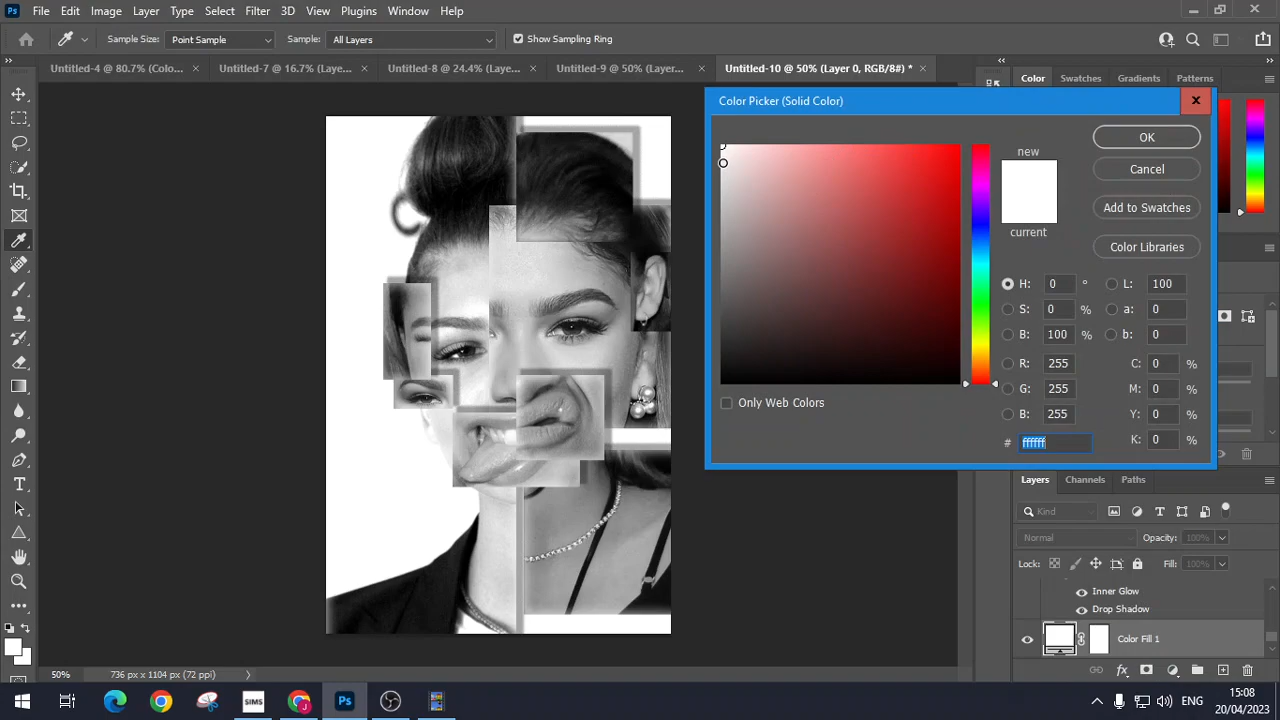 Ps File Edit Image Layer Type Select Filter 3D View Plugins Window Help
Sample Size: Point Sample Sample: All Layers Show Sampling Ring
Untitled-4 @ 80.7% (Colo... × Untitled-7 @ 16.7% (Laye... × Untitled-8 @ 24.4% (Laye... × Untitled-9 @ 50% (Layer... × Untitled-10 @ 50% (Layer 0, RGB/8#) * ×
Color Swatches Gradients Patterns
Color Picker (Solid Color)
OK
new
Cancel
Add to Swatches
current
Color Libraries
H: 0 ° L: 100
S: 0 % a: 0
B: 100 % b: 0
R: 255 C: 0 %
G: 255 M: 0 %
Only Web Colors
B: 255 Y: 0 %
# ffffff K: 0 %
Layers Channels Paths
Kind
Normal Opacity: 100%
Lock: Fill: 100%
Inner Glow
Drop Shadow
Color Fill 1
50% 736 px x 1104 px (72 ppi)
SIMS J Ps ENG 15:08
20/04/2023